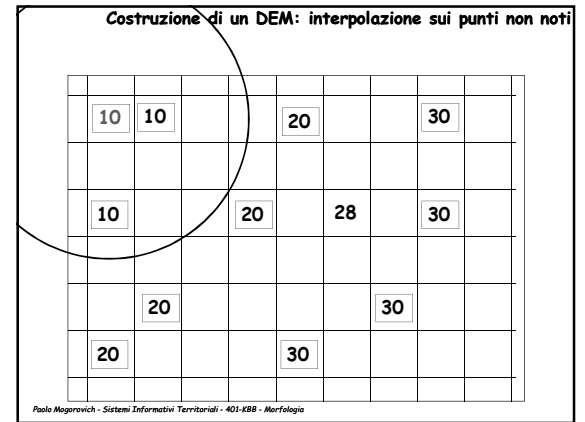 Costruzione di un DEM: interpolazione sui punti non noti
10 10 20 30
10 20 28 30
20 30
20 30
Paolo Mogorovich - Sistemi Informativi Territoriali - 401-KBB - Morfologia